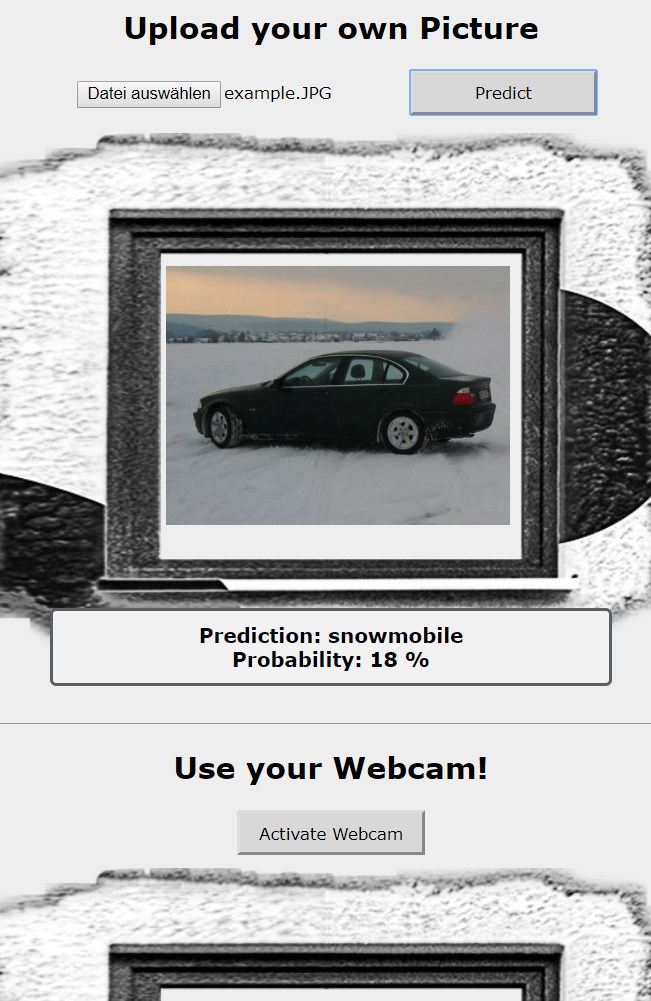 Upload your own Picture
Datei auswählen example.JPG Predict
Prediction: snowmobile
Probability: 18 %
Use your Webcam!
Activate Webcam